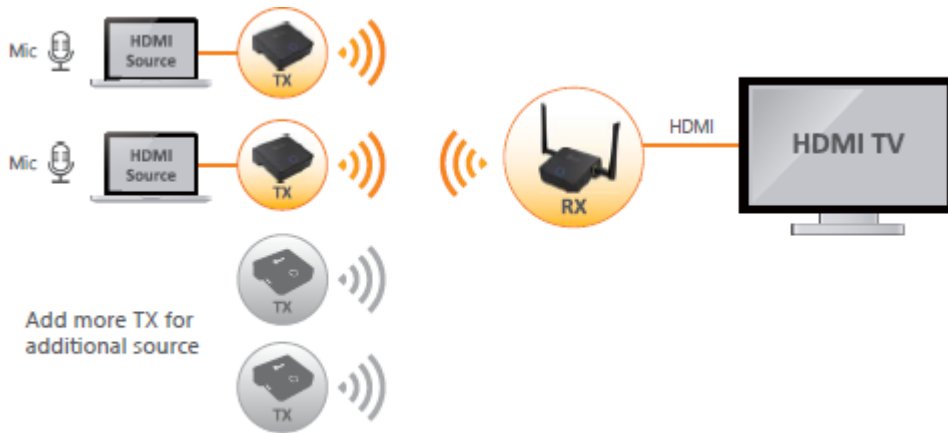 Mic
HDMI
Source
TX
Mic
HDMI
Source
TX
RX
HDMI
HDMI TV
TX
Add more TX for
additional source
TX